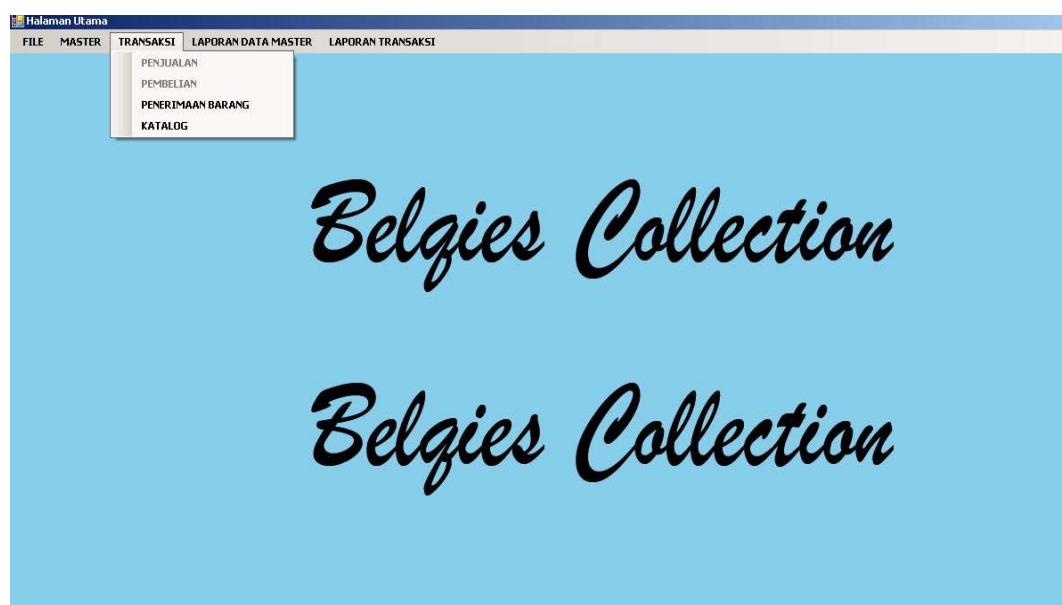 Halaman Utama
FILE MASTER TRANSAKSI LAPORAN DATA MASTER LAPORAN TRANSAKSI
PENJUALAN
PEMBELIAN
PENERIMAAN BARANG
KATALOG
Belqies Collection
Belqies Collection